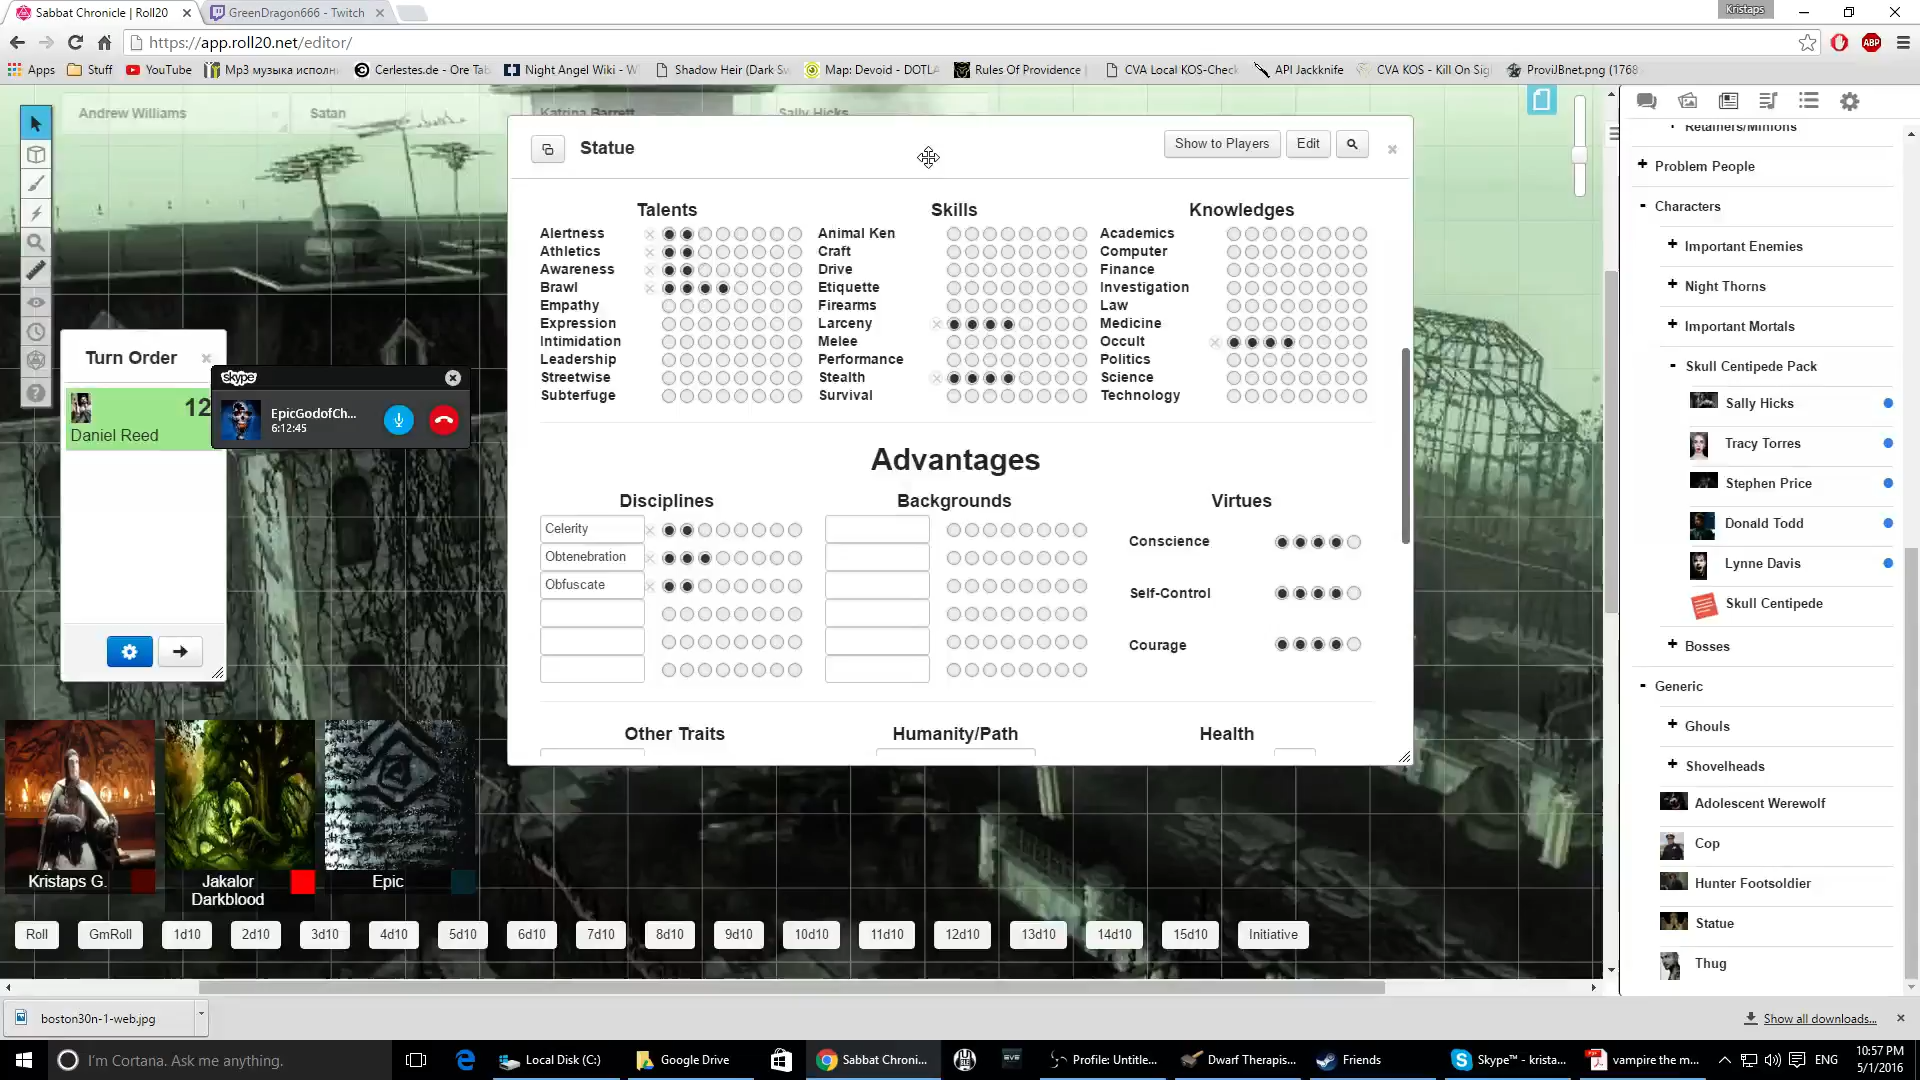 Sabbat Chronicle | Roll20
GreenDragon666 - Twitch
Kristaps
https://app.roll20.net/editor/
Apps
Stuff
YouTube
Mp3 музыка исполн
Cerlestes.de - Ore Tab
Night Angel Wiki - W
Shadow Heir (Dark Sw
Map: Devoid - DOTLA
Rules Of Providence
CVA Local KOS-Check
API Jackknife
CVA KOS - Kill On Sigh
ProviJBnet.png (1768
ABP
Andrew Williams
Satan
Katrina Barrett
Sally Hicks
Statue
Show to Players
Edit
Talents
Skills
Knowledges
Alertness
Animal Ken
Academics
Athletics
Craft
Computer
Awareness
Drive
Finance
Brawl
Etiquette
Investigation
Empathy
Firearms
Law
Expression
Larceny
Medicine
Intimidation
Melee
Occult
Leadership
Performance
Politics
Streetwise
Stealth
Science
Subterfuge
Survival
Technology
Advantages
Disciplines
Backgrounds
Virtues
Celerity
Obtenebration
Obfuscate
Conscience
Self-Control
Courage
Other Traits
Humanity/Path
Health
Turn Order
12
Daniel Reed
skype
EpicGodofCh...
6:12:45
Retainers/Minions
Problem People
Characters
Important Enemies
Night Thorns
Important Mortals
Skull Centipede Pack
Sally Hicks
Tracy Torres
Stephen Price
Donald Todd
Lynne Davis
Skull Centipede
Bosses
Generic
Ghouls
Shovelheads
Adolescent Werewolf
Cop
Hunter Footsoldier
Statue
Thug
Kristaps G.
Jakalor
Darkblood
Epic
Roll
GmRoll
1d10
2d10
3d10
4d10
5d10
6d10
7d10
8d10
9d10
10d10
11d10
12d10
13d10
14d10
15d10
Initiative
boston30n-1-web.jpg
Show all downloads...
I'm Cortana. Ask me anything.
Local Disk (C:)
Google Drive
Sabbat Chroni...
EVE
Profile: Untitle...
Dwarf Therapis...
Friends
Skype™ - krista...
vampire the m...
ENG
10:57 PM
5/1/2016